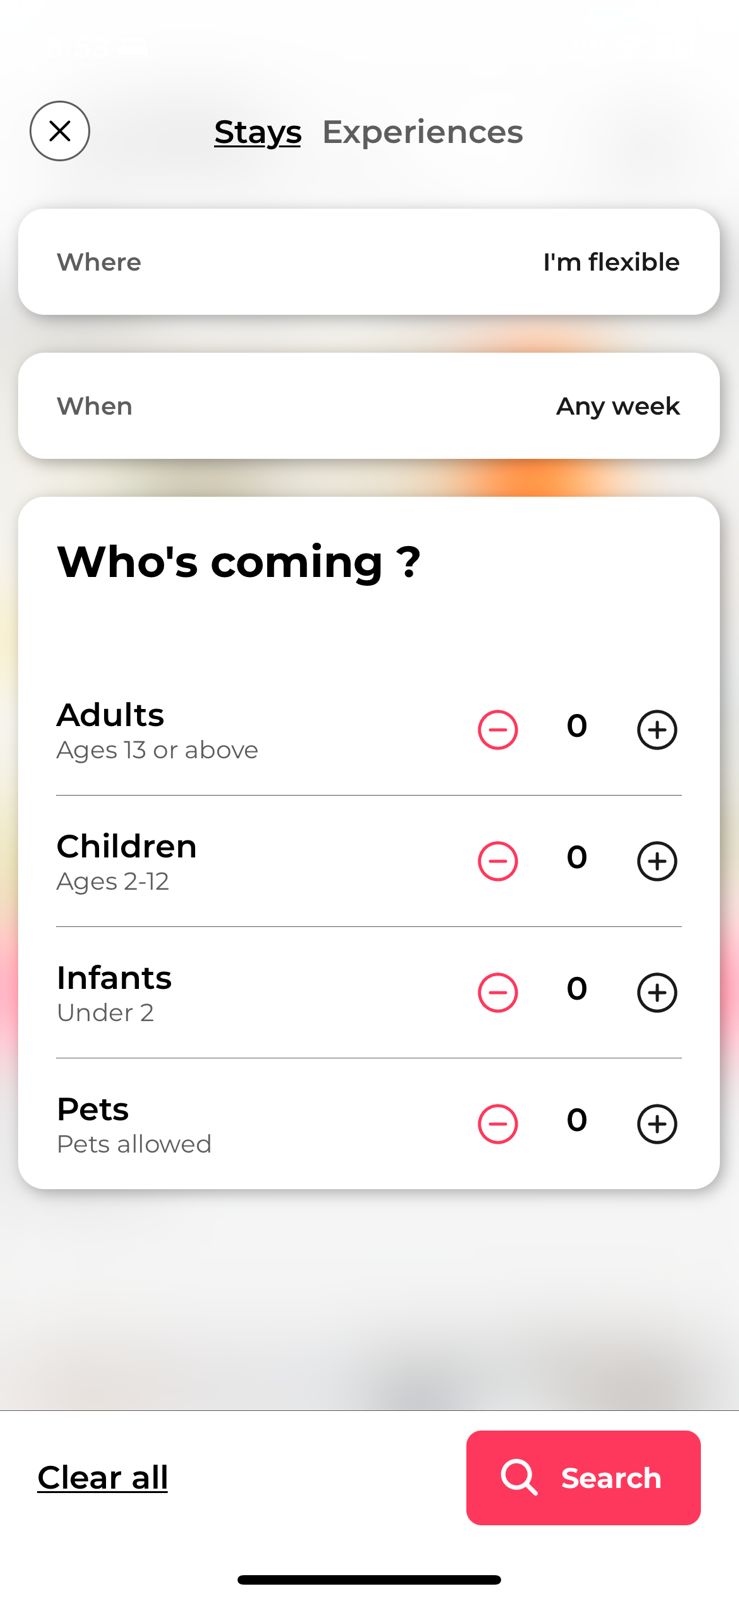 Stays Experiences
Where I'm flexible
When Any week
Who's coming ?
Adults
Ages 13 or above
0
Children
Ages 2-12
0
Infants
Under 2
0
Pets
Pets allowed
0
Clear all
Search